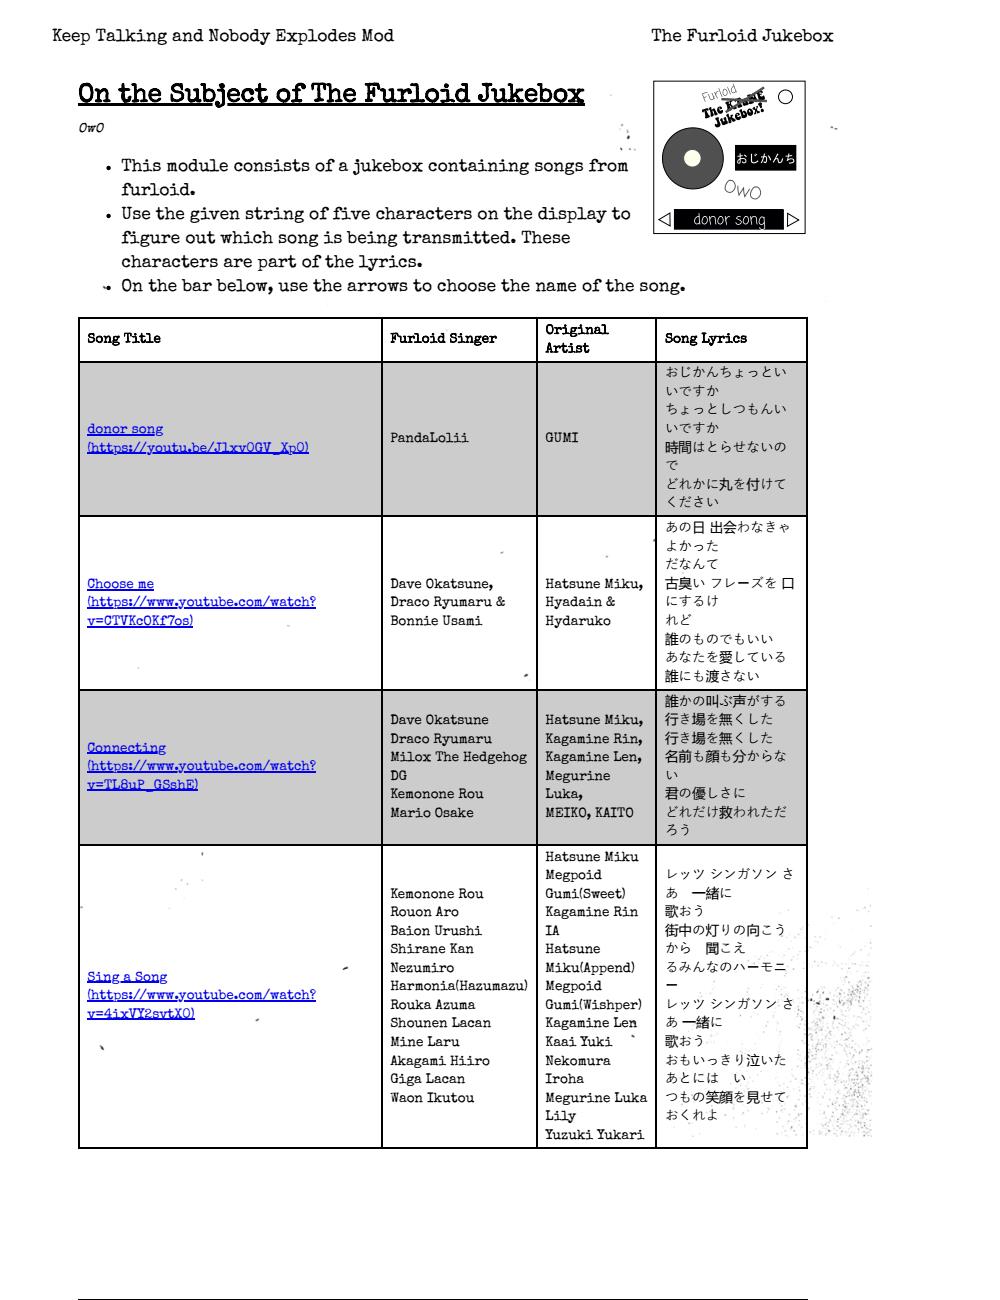 Keep Talking and Nobody Explodes Mod
The Furloid Jukebox
On the Subject of The Furloid Jukebox
OwO
• This module consists of a jukebox containing songs from
furloid.
• Use the given string of five characters on the display to
figure out which song is being transmitted. These
characters are part of the lyrics.
• On the bar below, use the arrows to choose the name of the song.
Furloid
The
Jukebox!
おじかんち
OwO
donor song
Song Title
Furloid Singer
Original
Artist
Song Lyrics
donor song
(https://youtu.be/JlxvOGV_XpO)
PandaLolii
GUMI
おじかんちょっとい
いですか
ちょっとしつもんい
いですか
時間はとらせないの
で
どれかに丸を付けて
ください
Choose me
(https://www.youtube.com/watch?
v=CTVKcOKf7os)
Dave Okatsune,
Draco Ryumaru &
Bonnie Usami
Hatsune Miku,
Hyadain &
Hydaruko
あの日 出会わなきゃ
よかった
だなんて
古臭い フレーズを 口
にするけ
れど
誰のものでもいい
あなたを愛している
誰にも渡さない
Connecting
(https://www.youtube.com/watch?
v=TL8uP_GSshE)
Dave Okatsune
Draco Ryumaru
Milox The Hedgehog
DG
Kemonone Rou
Mario Osake
Hatsune Miku,
Kagamine Rin,
Kagamine Len,
Megurine
Luka,
MEIKO, KAITO
誰かの叫ぶ声がする
行き場を無くした
行き場を無くした
名前も顔も分からな
い
君の優しさに
どれだけ救われただ
ろう
Sing a Song
(https://www.youtube.com/watch?
v=4ixVY2svtXO)
Kemonone Rou
Rouon Aro
Baion Urushi
Shirane Kan
Nezumiro
Harmonia(Hazumazu)
Rouka Azuma
Shounen Lacan
Mine Laru
Akagami Hiiro
Giga Lacan
Waon Ikutou
Hatsune Miku
Megpoid
Gumi(Sweet)
Kagamine Rin
IA
Hatsune
Miku(Append)
Megpoid
Gumi(Wishper)
Kagamine Len
Kaai Yuki
Nekomura
Iroha
Megurine Luka
Lily
Yuzuki Yukari
レッツ シンガソン さ
あ　一緒に
歌おう
街中の灯りの向こう
から　聞こえ
るみんなのハーモニ
ー
レッツ シンガソン さ
あ 一緒に
歌おう
おもいっきり泣いた
あとには　い
つもの笑顔を見せて
おくれよ